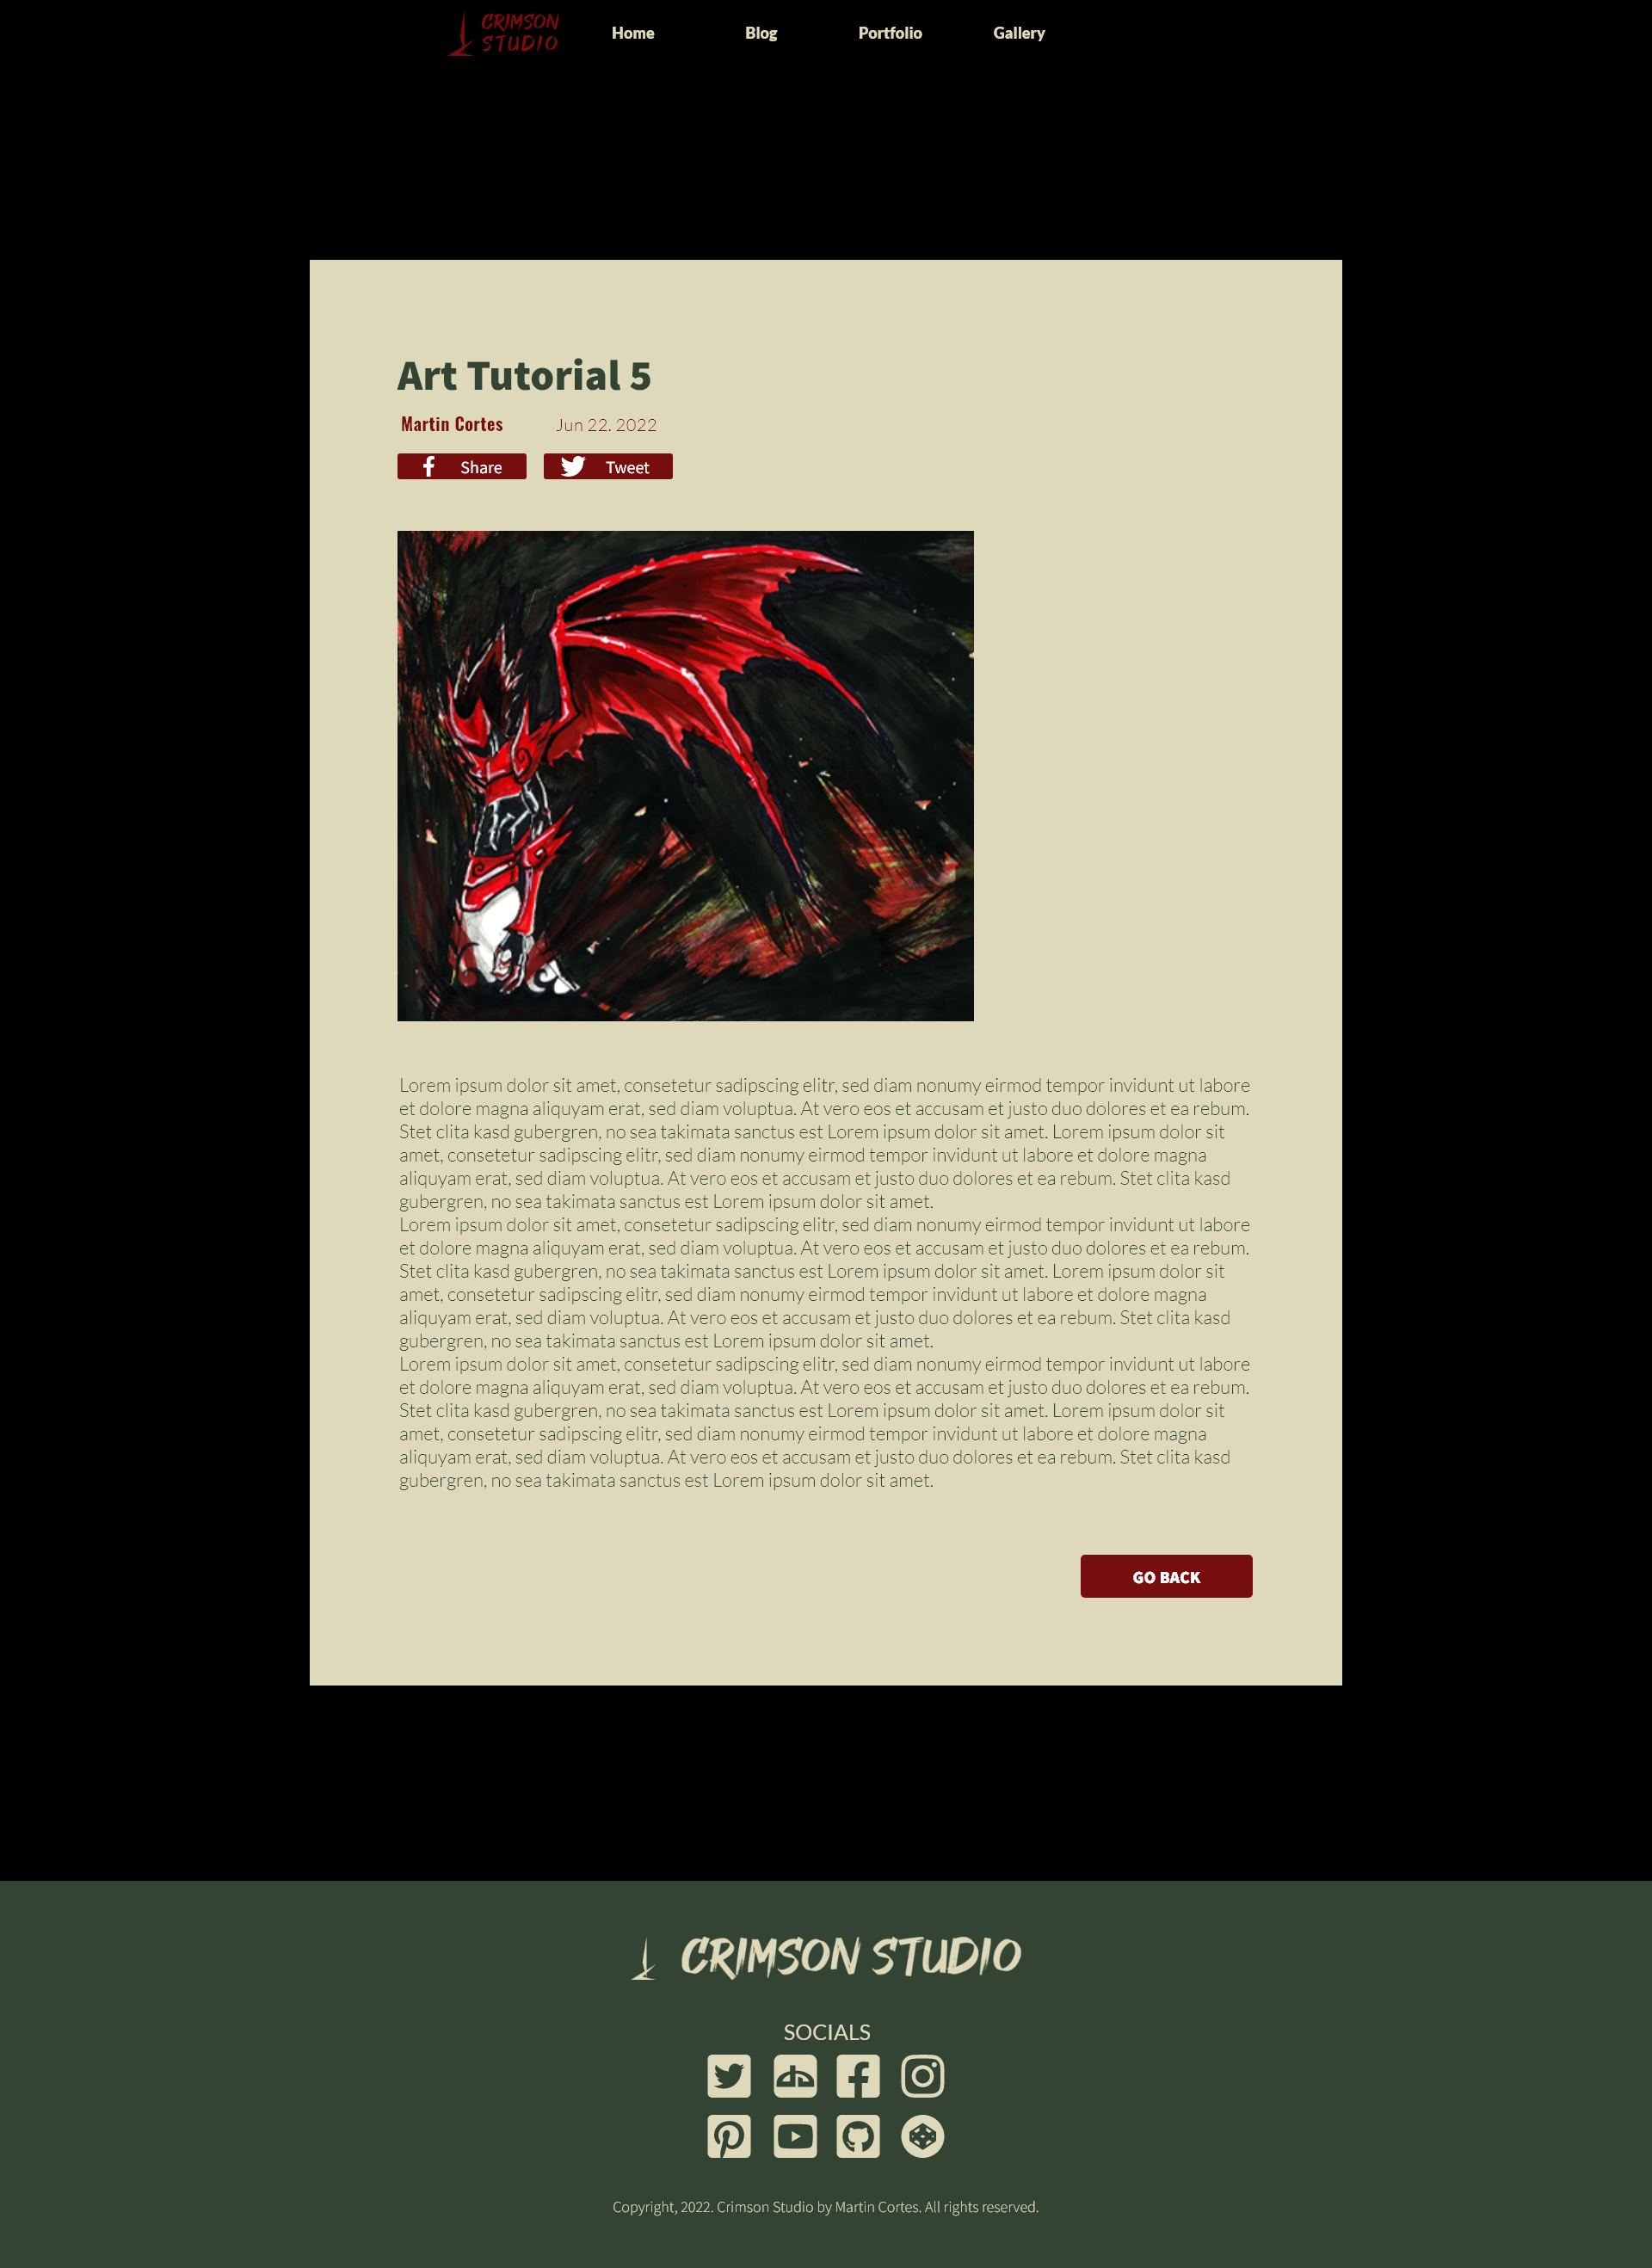 CRIMSON
STUDIO
Home Blog Portfolio Gallery
Art Tutorial 5
Martin Cortes Jun 22. 2022
Share Tweet
Lorem ipsum dolor sit amet, consetetur sadipscing elitr, sed diam nonumy eirmod tempor invidunt ut labore
et dolore magna aliquyam erat, sed diam voluptua. At vero eos et accusam et justo duo dolores et ea rebum.
Stet clita kasd gubergren, no sea takimata sanctus est Lorem ipsum dolor sit amet. Lorem ipsum dolor sit
amet, consetetur sadipscing elitr, sed diam nonumy eirmod tempor invidunt ut labore et dolore magna
aliquyam erat, sed diam voluptua. At vero eos et accusam et justo duo dolores et ea rebum. Stet clita kasd
gubergren, no sea takimata sanctus est Lorem ipsum dolor sit amet.
Lorem ipsum dolor sit amet, consetetur sadipscing elitr, sed diam nonumy eirmod tempor invidunt ut labore
et dolore magna aliquyam erat, sed diam voluptua. At vero eos et accusam et justo duo dolores et ea rebum.
Stet clita kasd gubergren, no sea takimata sanctus est Lorem ipsum dolor sit amet. Lorem ipsum dolor sit
amet, consetetur sadipscing elitr, sed diam nonumy eirmod tempor invidunt ut labore et dolore magna
aliquyam erat, sed diam voluptua. At vero eos et accusam et justo duo dolores et ea rebum. Stet clita kasd
gubergren, no sea takimata sanctus est Lorem ipsum dolor sit amet.
Lorem ipsum dolor sit amet, consetetur sadipscing elitr, sed diam nonumy eirmod tempor invidunt ut labore
et dolore magna aliquyam erat, sed diam voluptua. At vero eos et accusam et justo duo dolores et ea rebum.
Stet clita kasd gubergren, no sea takimata sanctus est Lorem ipsum dolor sit amet. Lorem ipsum dolor sit
amet, consetetur sadipscing elitr, sed diam nonumy eirmod tempor invidunt ut labore et dolore magna
aliquyam erat, sed diam voluptua. At vero eos et accusam et justo duo dolores et ea rebum. Stet clita kasd
gubergren, no sea takimata sanctus est Lorem ipsum dolor sit amet.
GO BACK
CRIMSON STUDIO
SOCIALS
Copyright, 2022. Crimson Studio by Martin Cortes. All rights reserved.